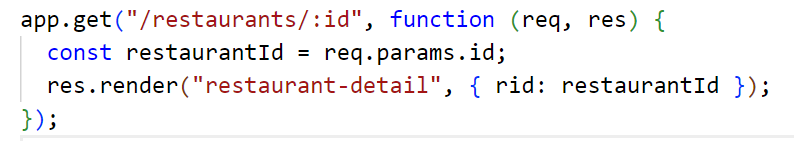 app.get("/restaurants/:id", function (req, res) {
  const restaurantId = req.params.id;
  res.render("restaurant-detail", { rid: restaurantId });
});